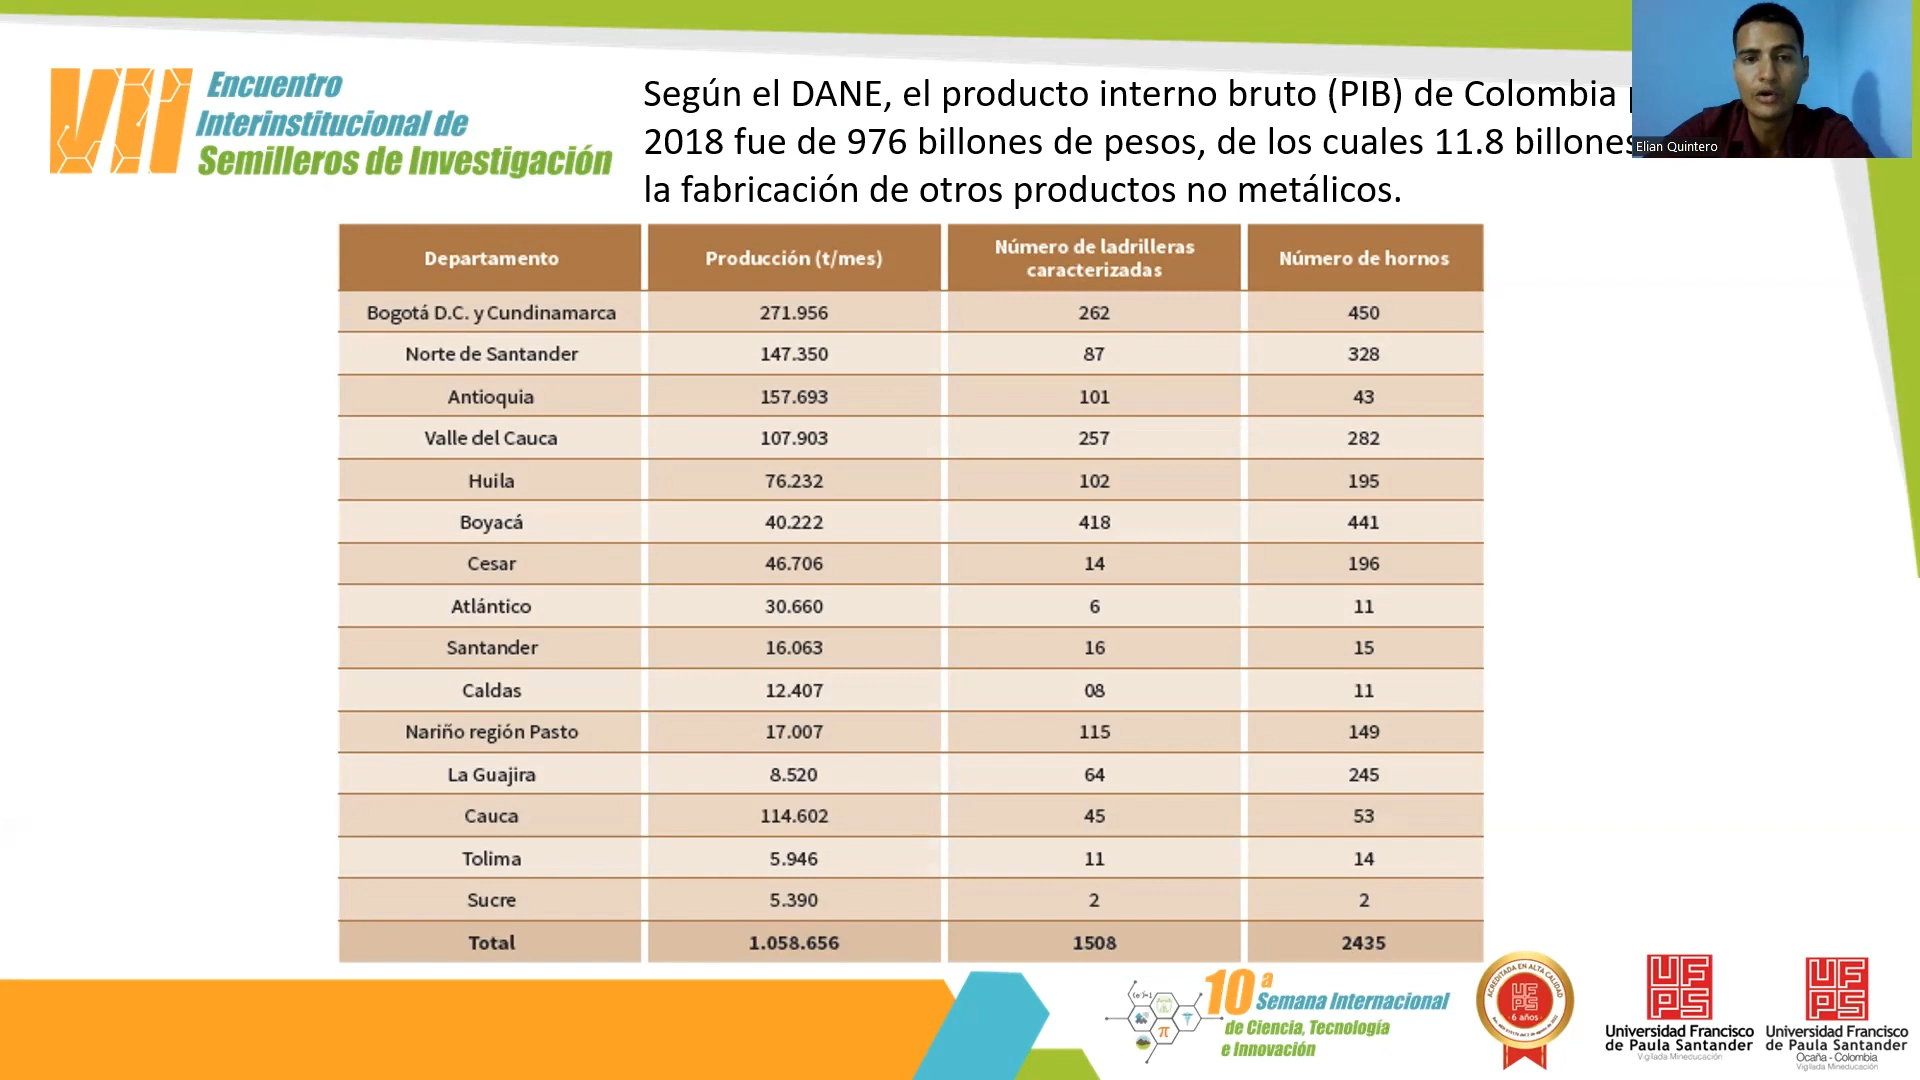 VII
Encuentro
Interinstitucional de
Semilleros de Investigación
Según el DANE, el producto interno bruto (PIB) de Colombia
2018 fue de 976 billones de pesos, de los cuales 11.8 billones
la fabricación de otros productos no metálicos.
Elian Quintero
Departamento Producción (t/mes) Número de ladrilleras caracterizadas Número de hornos
Bogotá D.C. y Cundinamarca 271.956 262 450
Norte de Santander 147.350 87 328
Antioquia 157.693 101 43
Valle del Cauca 107.903 257 282
Huila 76.232 102 195
Boyacá 40.222 418 441
Cesar 46.706 14 196
Atlántico 30.660 6 11
Santander 16.063 16 15
Caldas 12.407 08 11
Nariño región Pasto 17.007 115 149
La Guajira 8.520 64 245
Cauca 114.602 45 53
Tolima 5.946 11 14
Sucre 5.390 2 2
Total 1.058.656 1508 2435
10ª
Semana Internacional
de Ciencia, Tecnología
e Innovación
π
ACREDITADA EN ALTA CALIDAD
UFPS
- 6 años -
UFPS
Universidad Francisco
de Paula Santander
Vigilada Mineducación
UFPS
Universidad Francisco
de Paula Santander
Ocaña - Colombia
Vigilada Mineducación